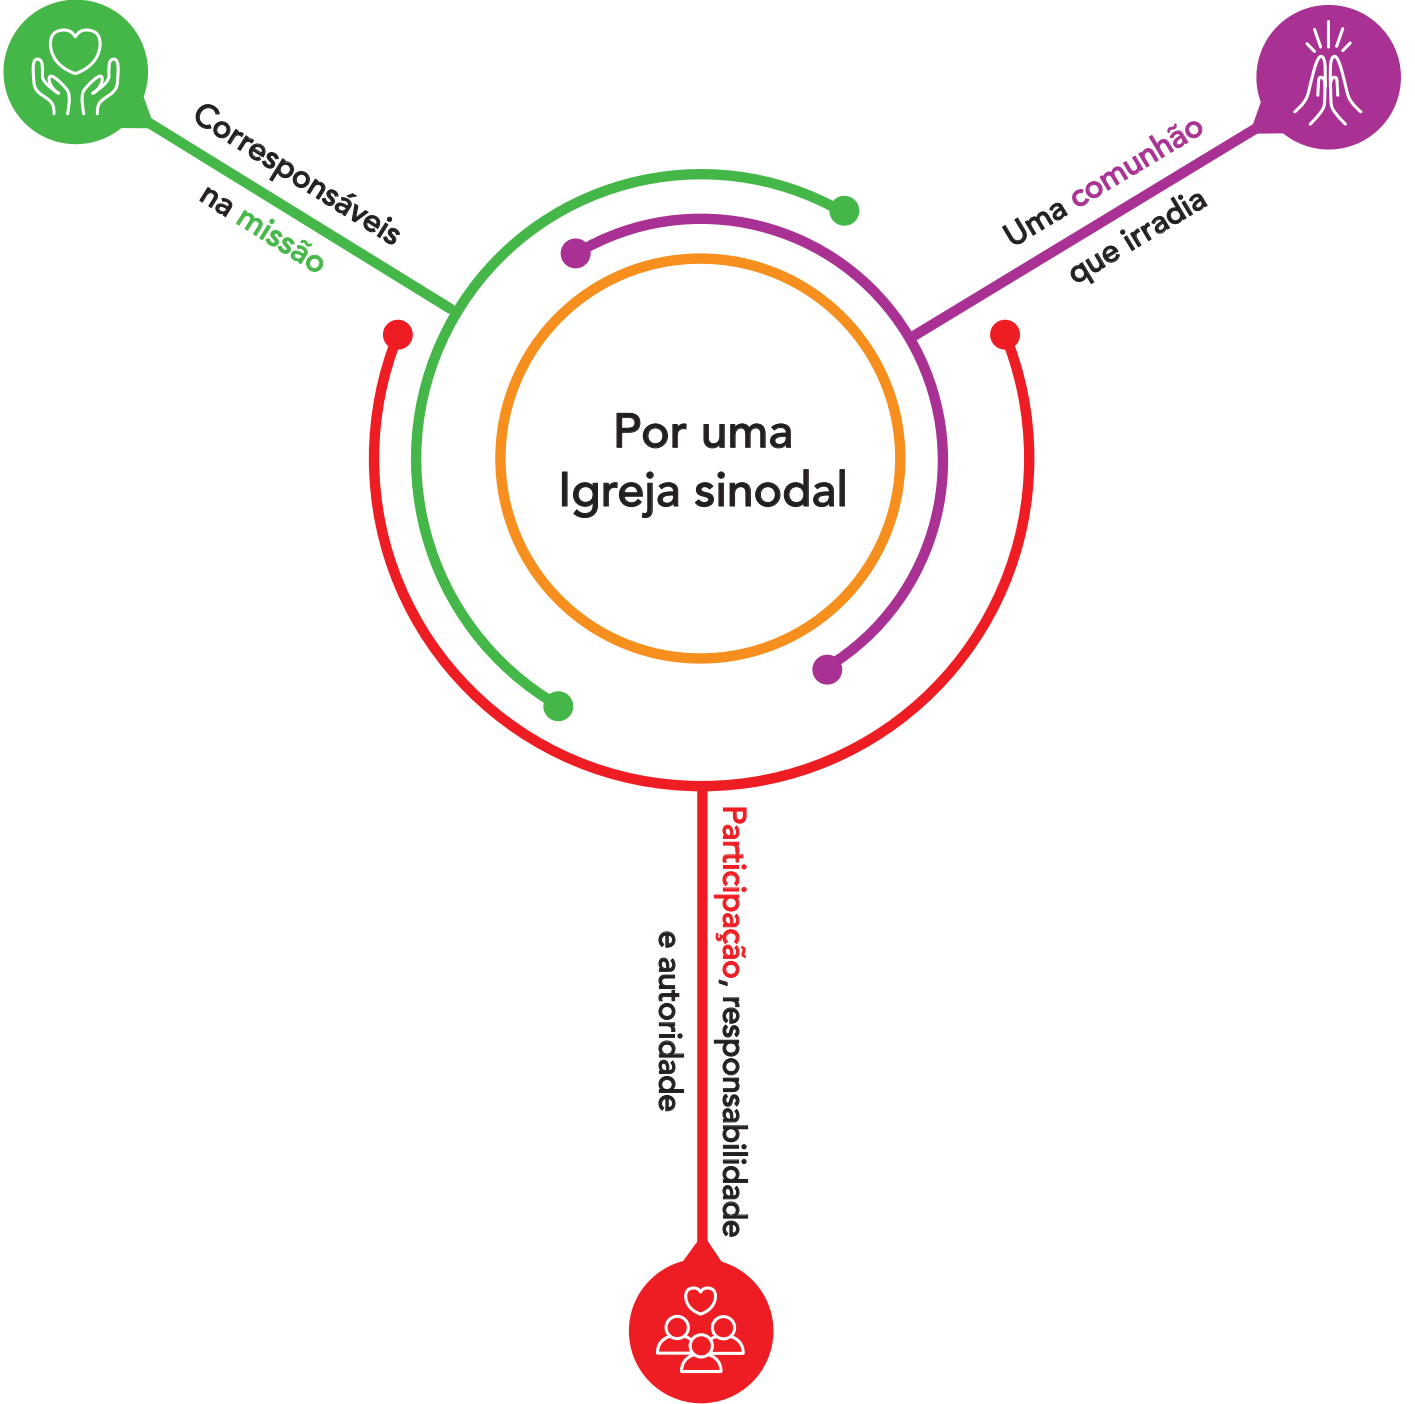 Corresponsáveis
na missão
Uma comunhão
que irradia
Por uma
Igreja sinodal
Participação, responsabilidade
e autoridade